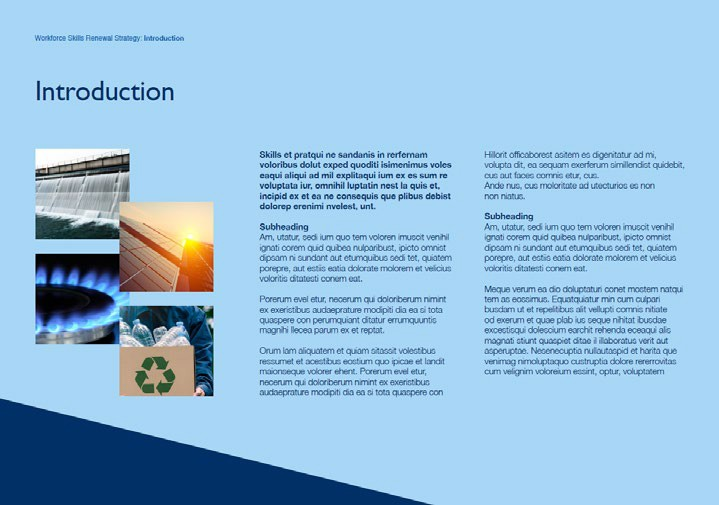 Workforce Skills Renewal Strategy: Introduction
Introduction
Skills et pratqui ne sandanis in rerfernam
voloribus dolut exped quoditi isimenimus voles
eaqui aliqui ad mil explitaqui ium ex es sum re
voluptata iur, omnihil luptatin nest la quis et,
incipid ex et ea ne consequis que plibus debist
dolorep erenimi nvelest, unt.
Subheading
Am, utatur, sedi ium quo tem voloren imuscit venihil
ignati corem quid quibea nulparibust, ipicto omnist
dipsam ni sundant aut etumquibus sedi tet, quiatem
porepre, aut estiis eatia dolorate molorem et velicius
voloritis ditatesti conem eat.
Porerum evel etur, necerum qui doloriberum nimint
ex exeristibus audaeprature modipiti dia ea si tota
quaspere con perumquiant ditatur errumquuntis
magnihi llecea parum ex et reptat.
Orum lam aliquatem et quiam sitassit volestibus
ressumet et acestibus eostium quo ipicae et landit
maionseque volorer ehent. Porerum evel etur,
necerum qui doloriberum nimint ex exeristibus
audaeprature modipiti dia ea si tota quaspere con
Hillorit officaborest asitem es digenitatur ad mi,
volupta dit, ea sequam exerferum simillendist quidebit,
cus aut faces comnis etur, cus.
Ande nus, cus moloritate ad utecturios es non
non niatus.
Subheading
Am, utatur, sedi ium quo tem voloren imuscit venihil
ignati corem quid quibea nulparibust, ipicto omnist
dipsam ni sundant aut etumquibus sedi tet, quiatem
porepre, aut estiis eatia dolorate molorem et velicius
voloritis ditatesti conem eat.
Meque verum ea dio doluptaturi conet mostem natqui
tem as eossimus. Equatquiatur min cum culpari
busdam ut et repelitibus alit vellupti comnis nitiate
od exerum et quae plab ius seque nihitat ibusdae
excestisqui dolescium earchit rehenda eceaqui alis
magnati stiunt quaspiet ditae il illaboratus verit aut
asperuptae. Nesenecuptia nullautaspid et harita que
venimag nimoluptaquo custruptia dolore rererrovitas
cum velignim voloreium essint, optur, voluptatem